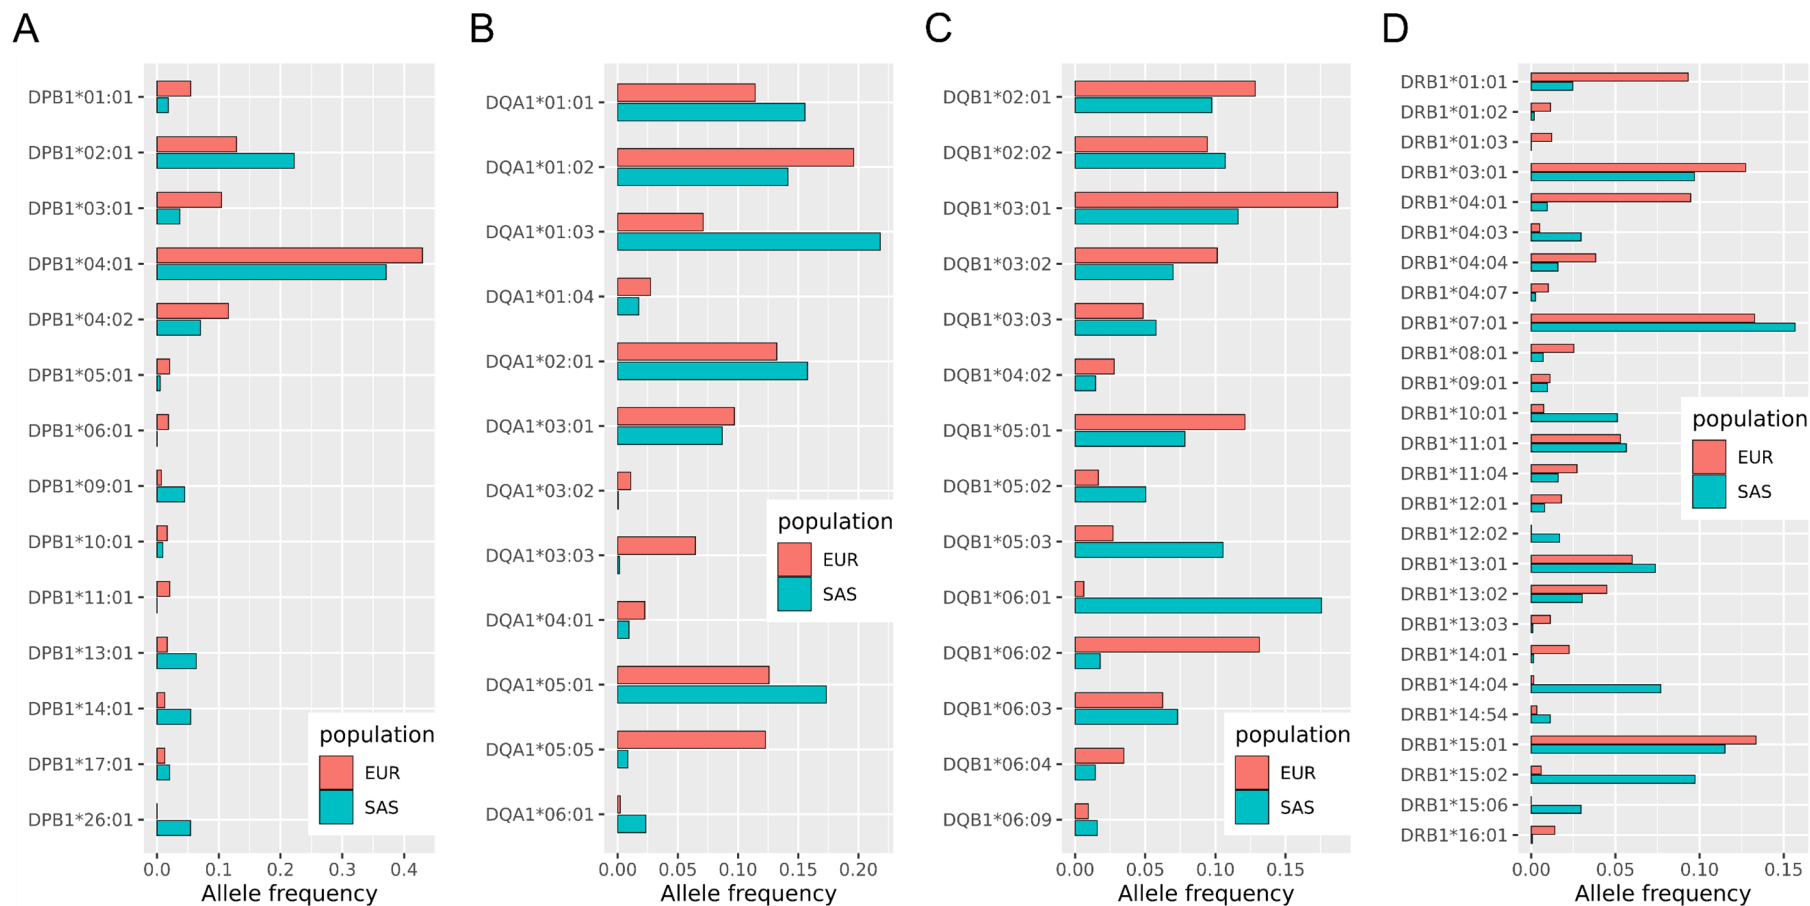 A
DPB1*01:01
DPB1*02:01
DPB1*03:01
DPB1*04:01
DPB1*04:02
DPB1*05:01
DPB1*06:01
DPB1*09:01
DPB1*10:01
DPB1*11:01
DPB1*13:01
DPB1*14:01
DPB1*17:01
DPB1*26:01
population
EUR
SAS
0.0 0.1 0.2 0.3 0.4
Allele frequency
B
DQA1*01:01
DQA1*01:02
DQA1*01:03
DQA1*01:04
DQA1*02:01
DQA1*03:01
DQA1*03:02
DQA1*03:03
DQA1*04:01
DQA1*05:01
DQA1*05:05
DQA1*06:01
population
EUR
SAS
0.00 0.05 0.10 0.15 0.20
Allele frequency
C
DQB1*02:01
DQB1*02:02
DQB1*03:01
DQB1*03:02
DQB1*03:03
DQB1*04:02
DQB1*05:01
DQB1*05:02
DQB1*05:03
DQB1*06:01
DQB1*06:02
DQB1*06:03
DQB1*06:04
DQB1*06:09
population
EUR
SAS
0.00 0.05 0.10 0.15
Allele frequency
D
DRB1*01:01
DRB1*01:02
DRB1*01:03
DRB1*03:01
DRB1*04:01
DRB1*04:03
DRB1*04:04
DRB1*04:07
DRB1*07:01
DRB1*08:01
DRB1*09:01
DRB1*10:01
DRB1*11:01
DRB1*11:04
DRB1*12:01
DRB1*12:02
DRB1*13:01
DRB1*13:02
DRB1*13:03
DRB1*14:01
DRB1*14:04
DRB1*14:54
DRB1*15:01
DRB1*15:02
DRB1*15:06
DRB1*16:01
population
EUR
SAS
0.00 0.05 0.10 0.15
Allele frequency